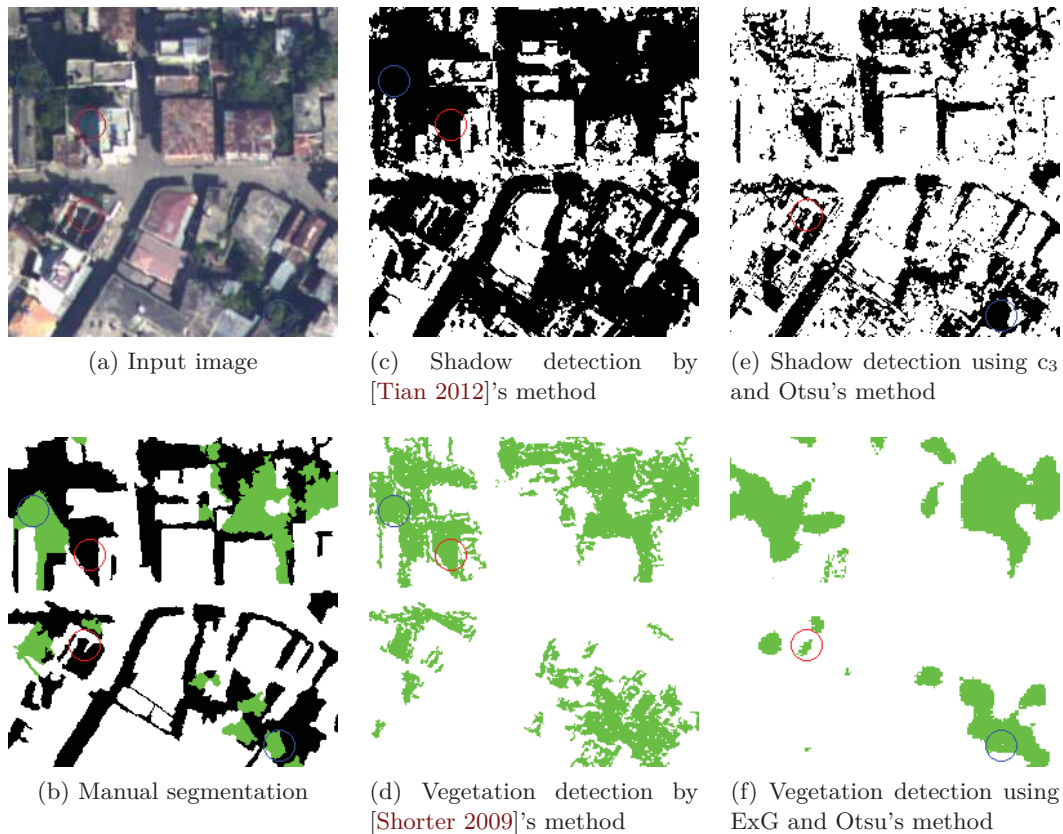 (a) Input image
(c) Shadow detection by
[Tian 2012]'s method
(e) Shadow detection using c₃
and Otsu's method
(b) Manual segmentation
(d) Vegetation detection by
[Shorter 2009]'s method
(f) Vegetation detection using
ExG and Otsu's method